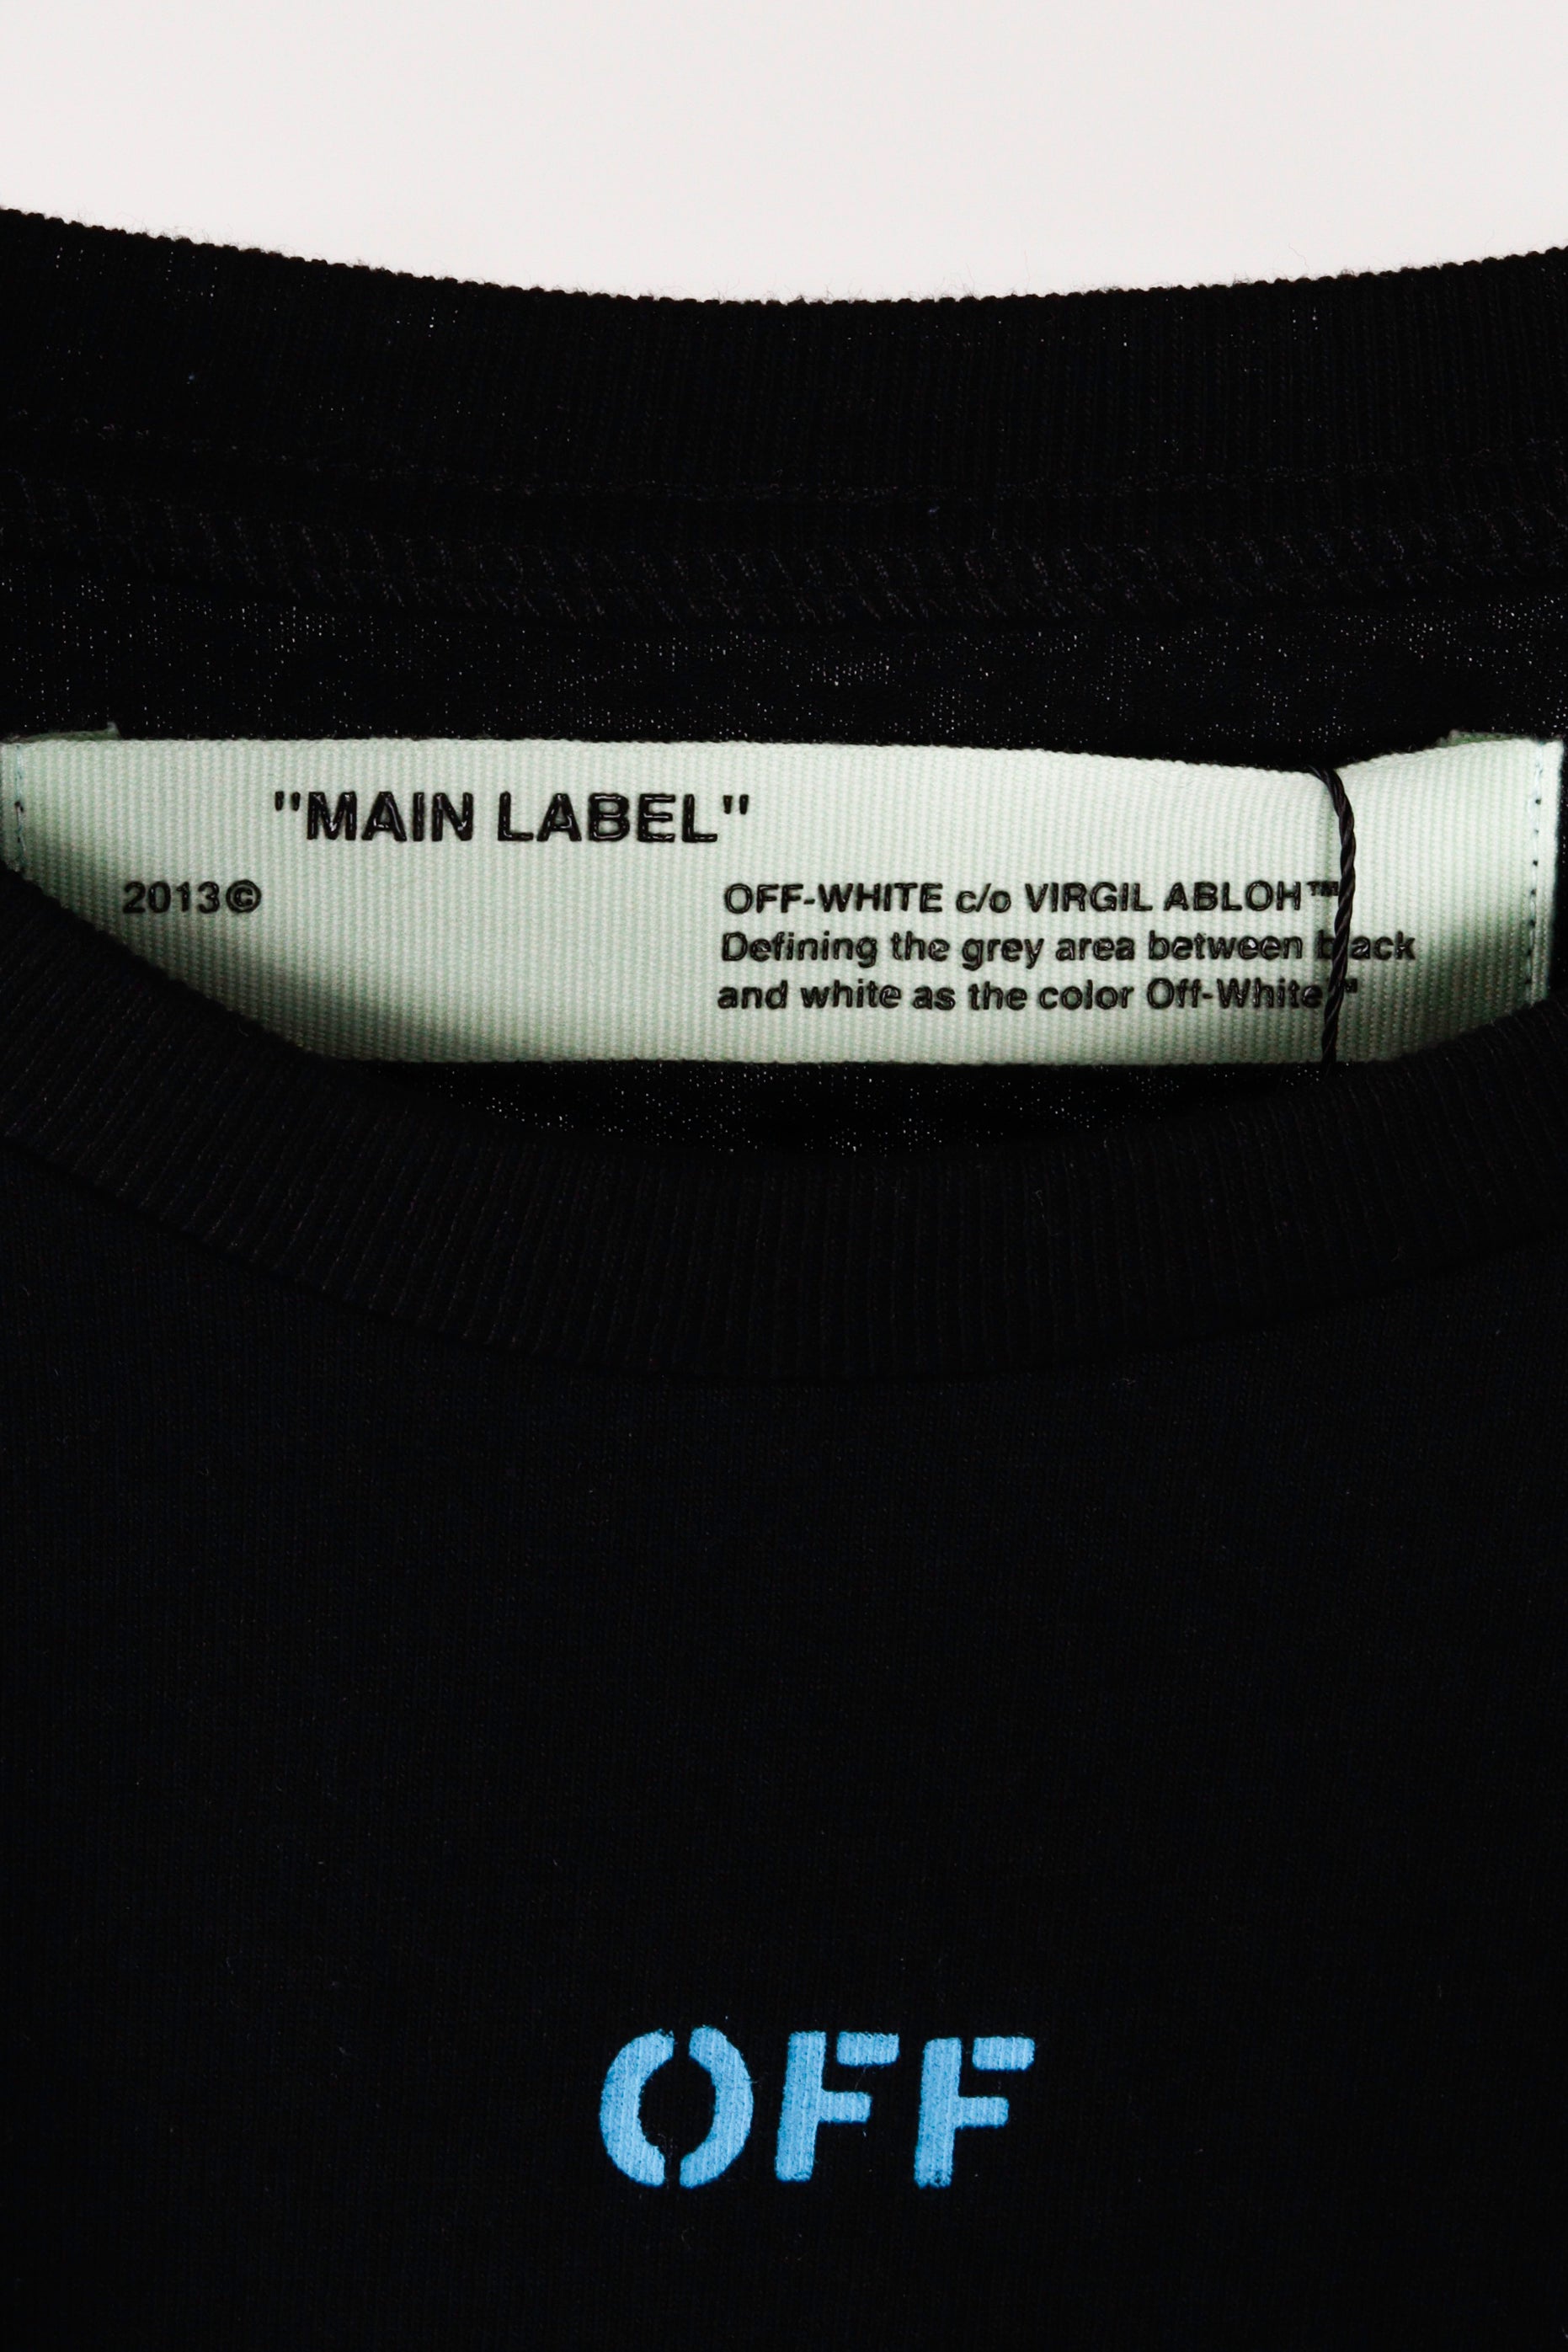 "MAIN LABEL"
2013©
OFF-WHITE c/o VIRGIL ABLOH™
Defining the grey area between black
and white as the color Off-White™
OFF